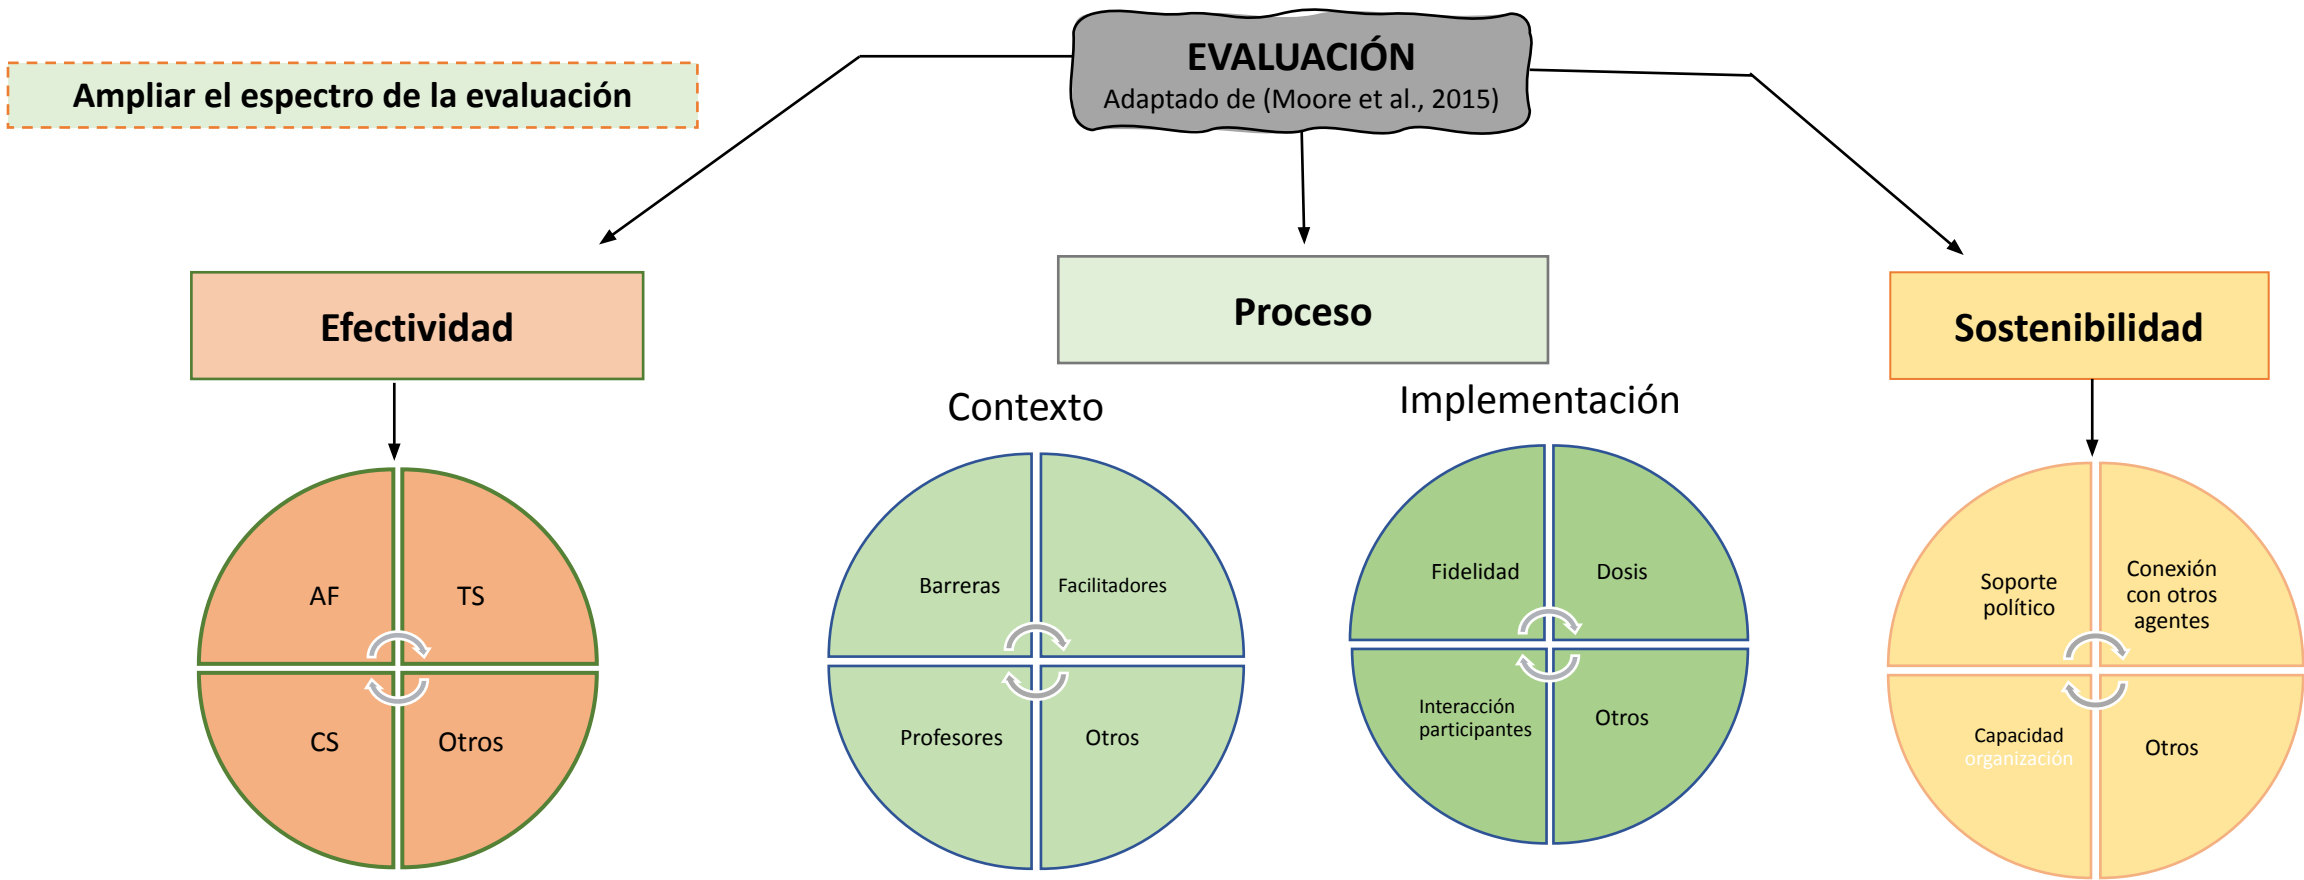 EVALUACIÓN
Adaptado de (Moore et al., 2015)
Ampliar el espectro de la evaluación
Efectividad
Proceso
Sostenibilidad
Contexto
Implementación
AF
TS
CS
Otros
Barreras
Facilitadores
Profesores
Otros
Fidelidad
Dosis
Interacción
participantes
Otros
Soporte
político
Conexión
con otros
agentes
Capacidad
organización
Otros